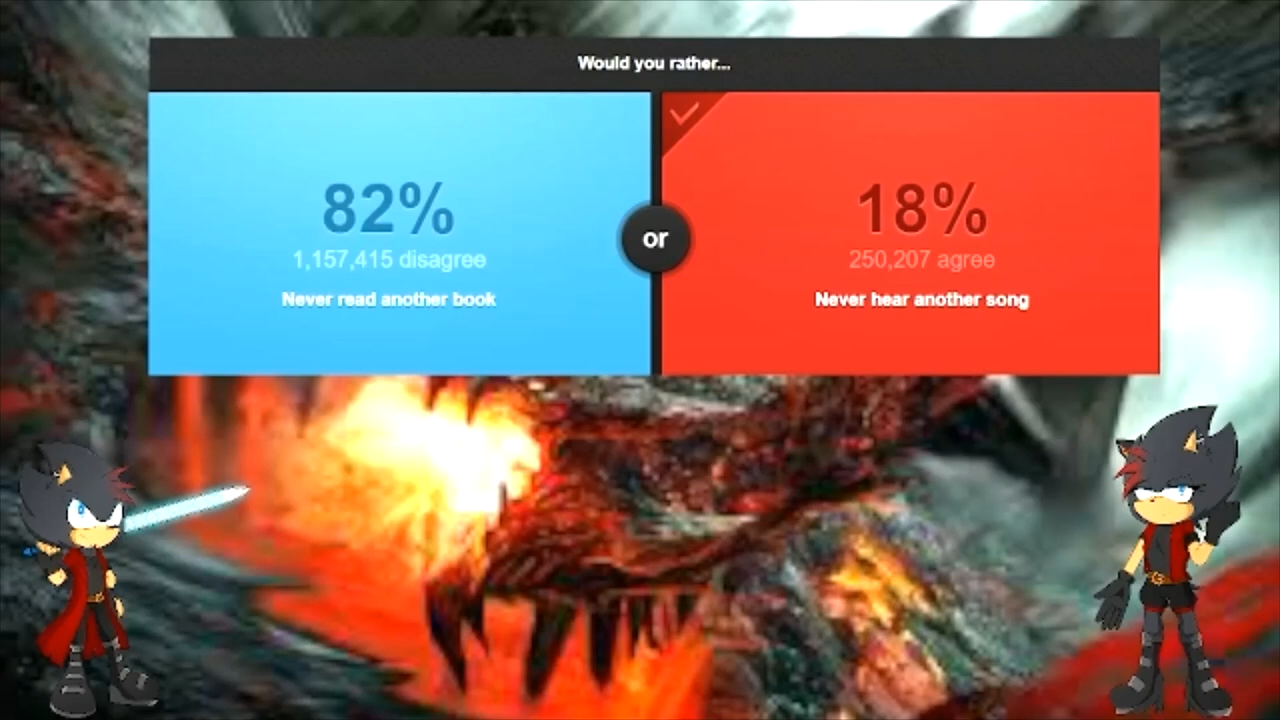 Would you rather...
82%
1,157,415 disagree
Never read another book
or
18%
250,207 agree
Never hear another song